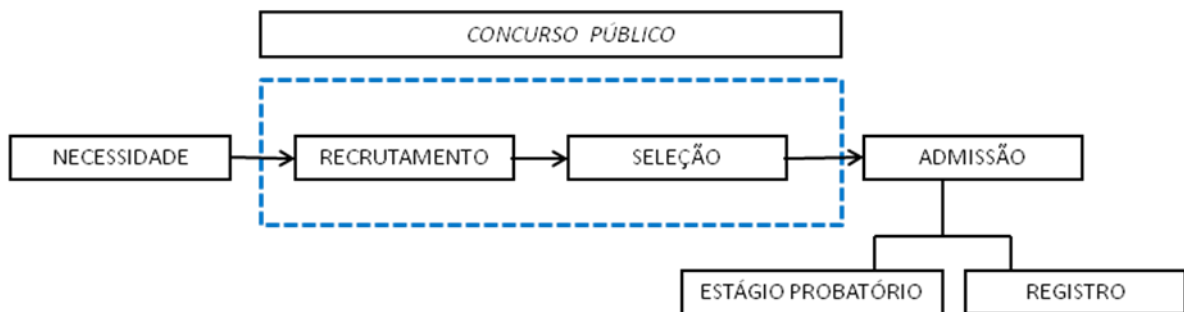 CONCURSO PÚBLICO
NECESSIDADE
RECRUTAMENTO
SELEÇÃO
ADMISSÃO
ESTÁGIO PROBATÓRIO
REGISTRO